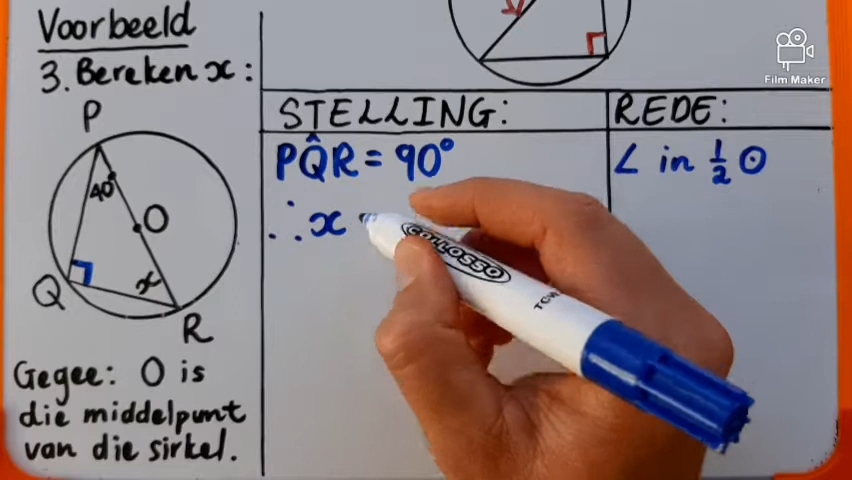 Voorbeeld
3. Bereken x:
P
40°
O
Q
x
R
Gegee: O is
die middelpunt
van die sirkel.
STELLING:
REDE:
PQ̂R = 90°
∠ in ½ ⊙
∴ x
COLLOSSO
Film Maker